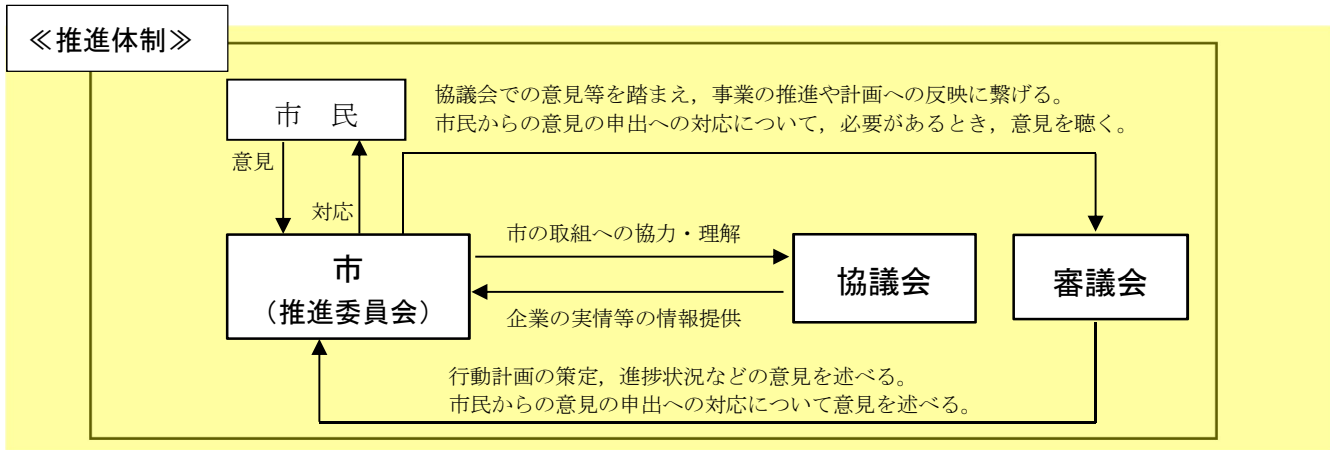 ≪推進体制≫
市　民
協議会での意見等を踏まえ，事業の推進や計画への反映に繋げる。
市民からの意見の申出への対応について，必要があるとき，意見を聴く。
意見
対応
市
（推進委員会）
市の取組への協力・理解
企業の実情等の情報提供
協議会
審議会
行動計画の策定，進捗状況などの意見を述べる。
市民からの意見の申出への対応について意見を述べる。